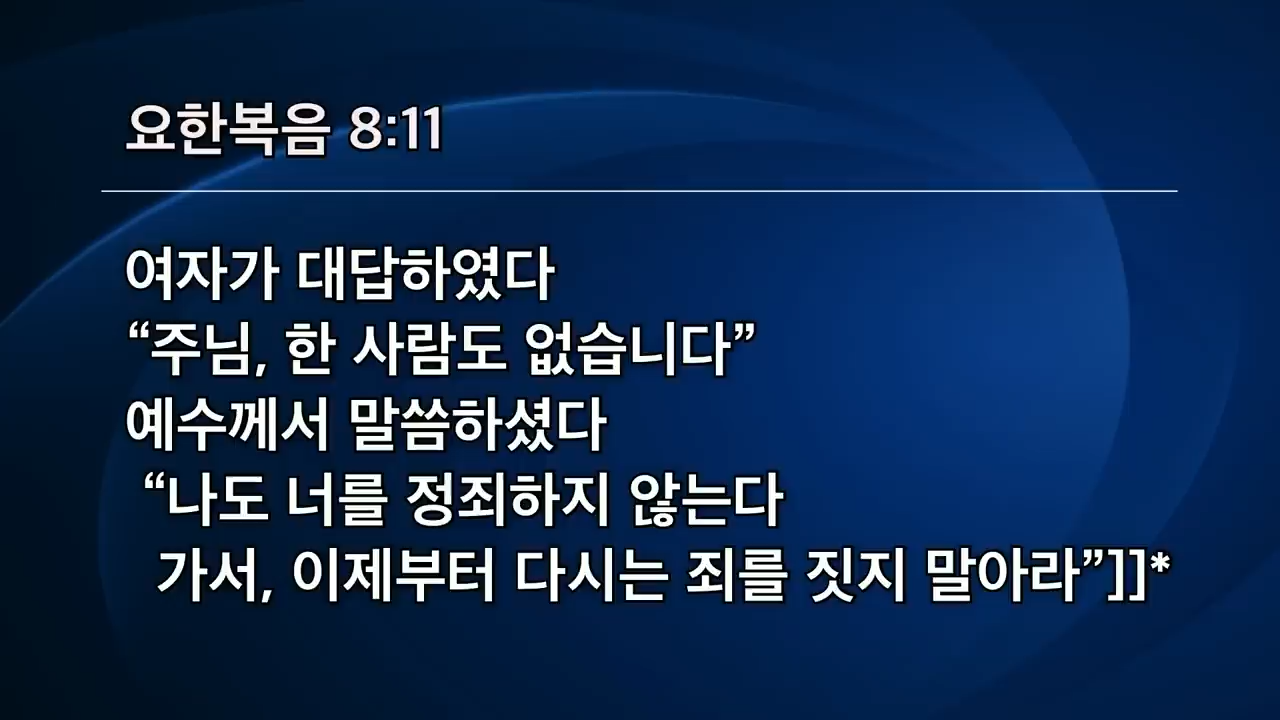 요한복음 8:11
여자가 대답하였다
“주님, 한 사람도 없습니다”
예수께서 말씀하셨다
“나도 너를 정죄하지 않는다
가서, 이제부터 다시는 죄를 짓지 말아라”]]*